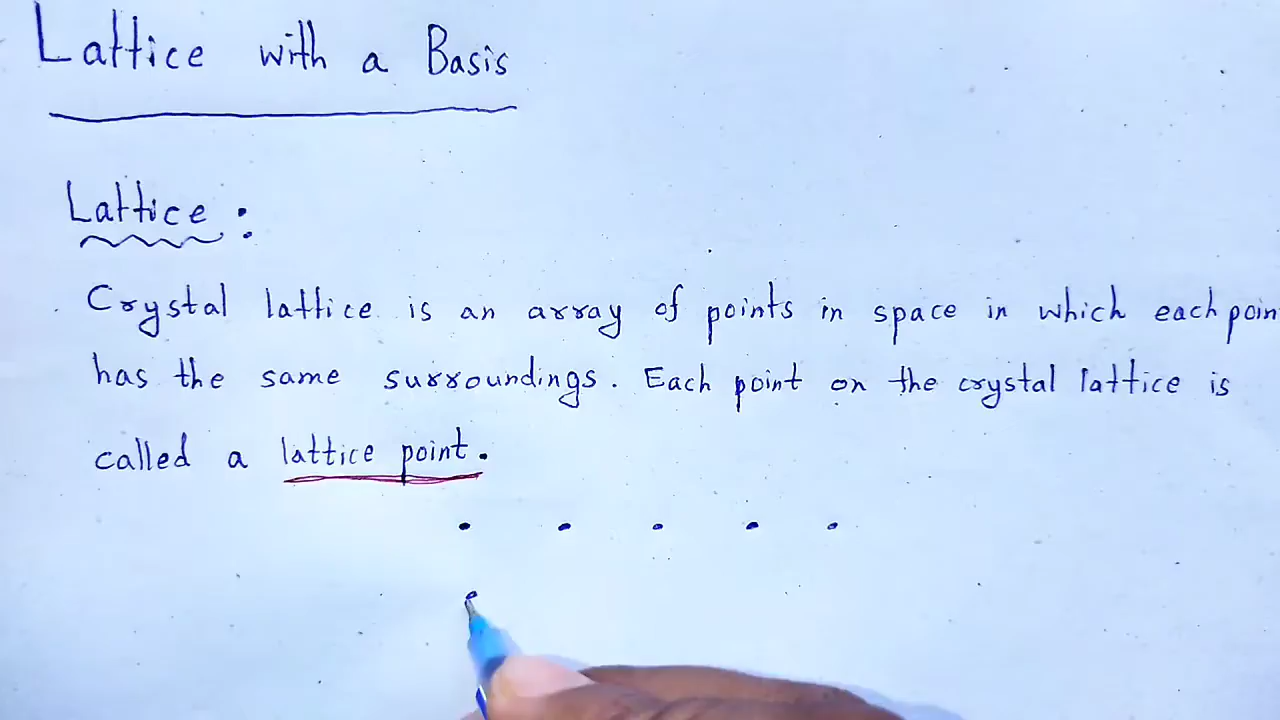 Lattice with a Basis
Lattice :
Crystal lattice is an array of points in space in which each poin
has the same surroundings. Each point on the crystal lattice is
called a lattice point.